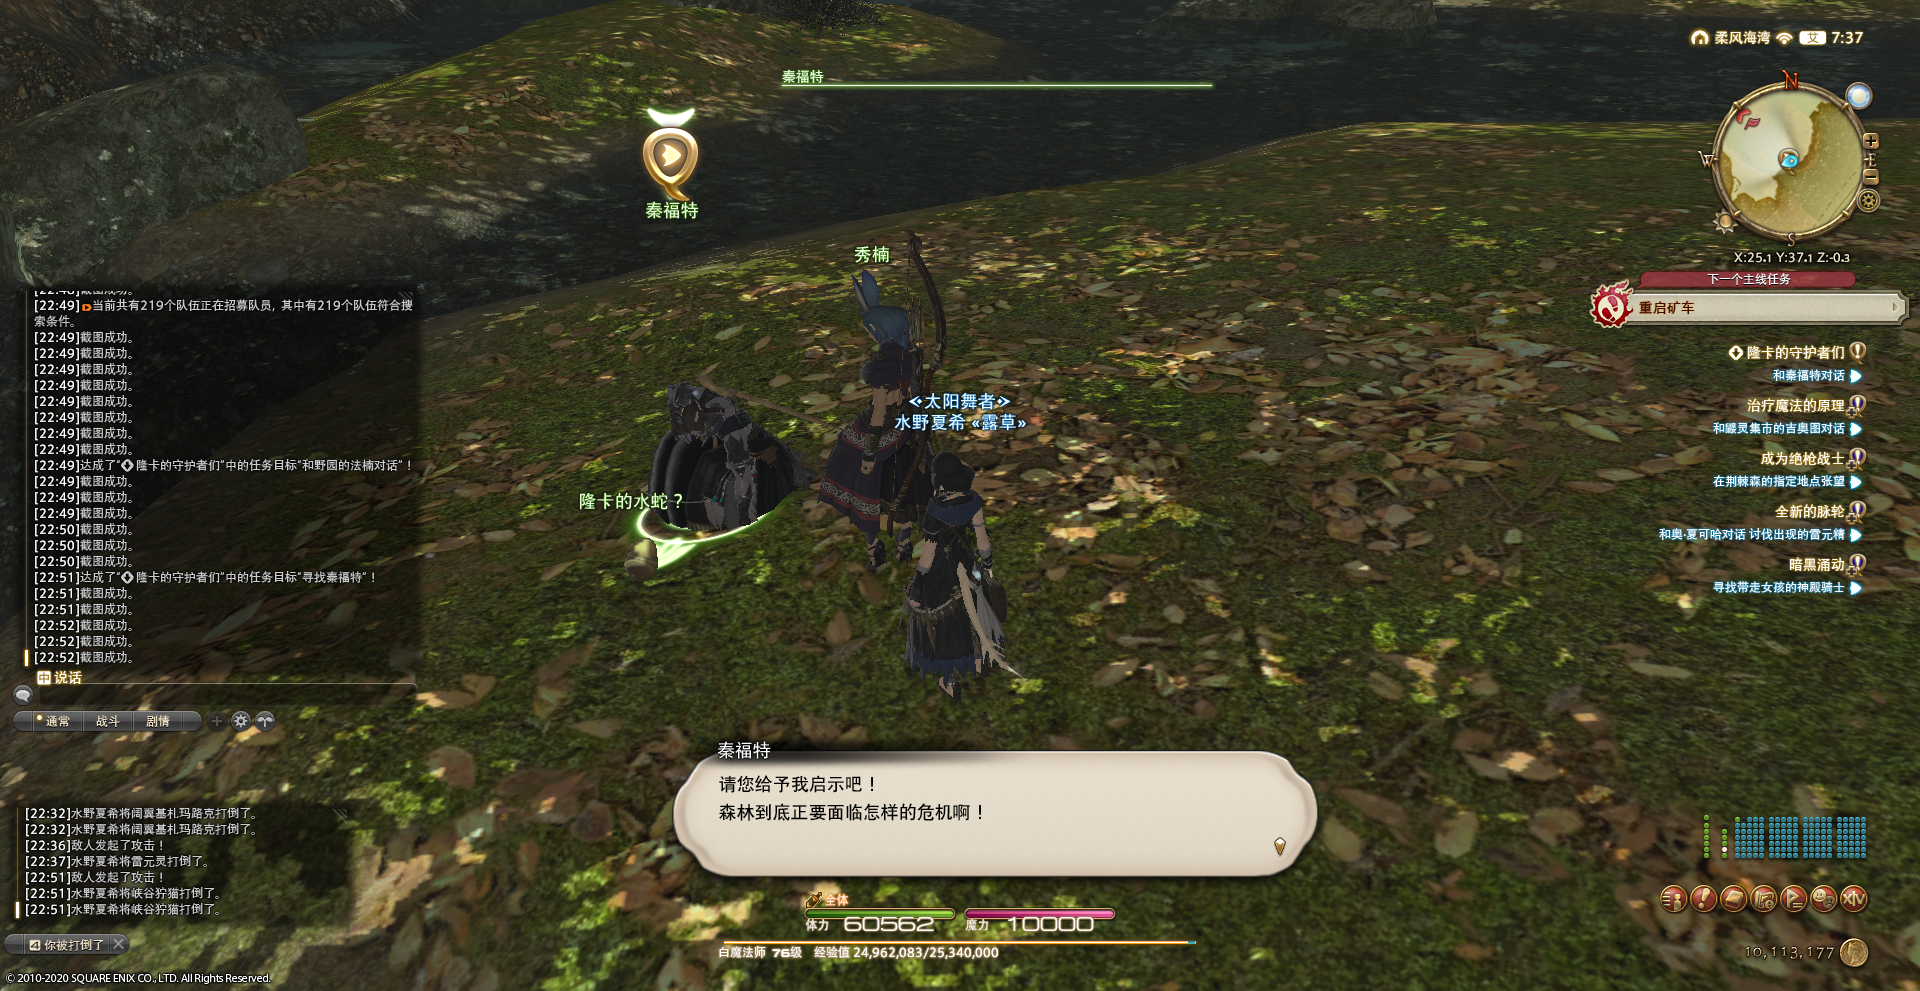 柔风海湾 艾 7:37
秦福特
N
秦福特
W
E
S
X:25.1 Y:37.1 Z:-0.3
秀楠
下一个主线任务
重启矿车
隆卡的守护者们
和秦福特对话
治疗魔法的原理
和鼹灵集市的吉奥图对话
成为绝枪战士
在荆棘森的指定地点张望
全新的脉轮
和奥·夏可哈对话 讨伐出现的雷元精
暗黑涌动
寻找带走女孩的神殿骑士
«太阳舞者»
水野夏希 «露草»
隆卡的水蛇？
[22:48]截图成功。
[22:49]当前共有219个队伍正在招募队员, 其中有219个队伍符合搜
索条件。
[22:49]截图成功。
[22:49]截图成功。
[22:49]截图成功。
[22:49]截图成功。
[22:49]截图成功。
[22:49]截图成功。
[22:49]截图成功。
[22:49]截图成功。
[22:49]达成了“隆卡的守护者们”中的任务目标“和野园的法楠对话”！
[22:49]截图成功。
[22:49]截图成功。
[22:49]截图成功。
[22:50]截图成功。
[22:50]截图成功。
[22:50]截图成功。
[22:51]达成了“隆卡的守护者们”中的任务目标“寻找秦福特”！
[22:51]截图成功。
[22:51]截图成功。
[22:52]截图成功。
[22:52]截图成功。
[22:52]截图成功。
说话
通常 战斗 剧情
[22:32]水野夏希将阔翼基札玛路克打倒了。
[22:32]水野夏希将阔翼基札玛路克打倒了。
[22:36]敌人发起了攻击！
[22:37]水野夏希将雷元灵打倒了。
[22:51]敌人发起了攻击！
[22:51]水野夏希将峡谷狞猫打倒了。
[22:51]水野夏希将峡谷狞猫打倒了。
4 你被打倒了
© 2010-2020 SQUARE ENIX CO., LTD. All Rights Reserved.
秦福特
请您给予我启示吧！
森林到底正要面临怎样的危机啊！
全体
体力 60562 魔力 10000
白魔法师 76级 经验值 24,962,083/25,340,000
XIV
10,113,177